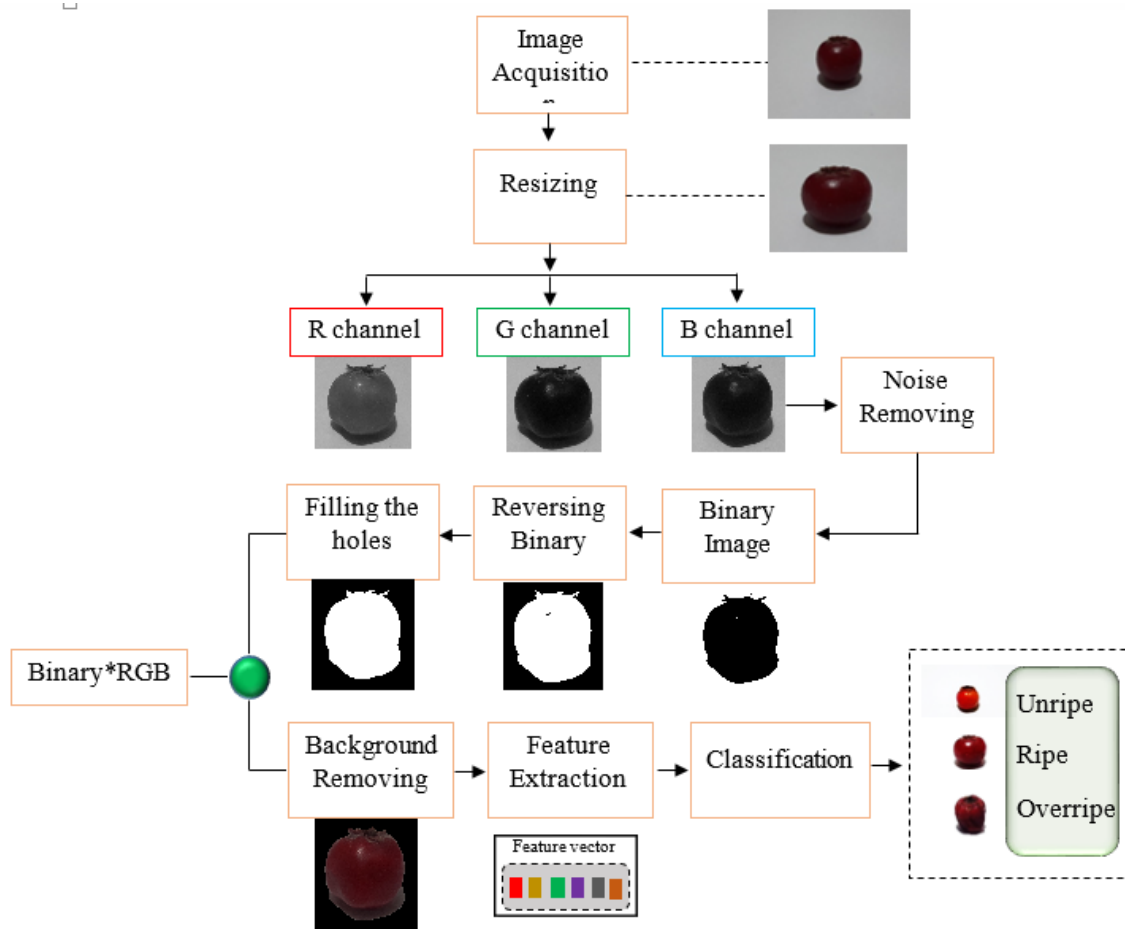 Image
Acquisitio
Resizing
R channel
G channel
B channel
Noise
Removing
Filling the
holes
Reversing
Binary
Binary
Image
Binary*RGB
Background
Removing
Feature
Extraction
Classification
Unripe
Ripe
Overripe
Feature vector